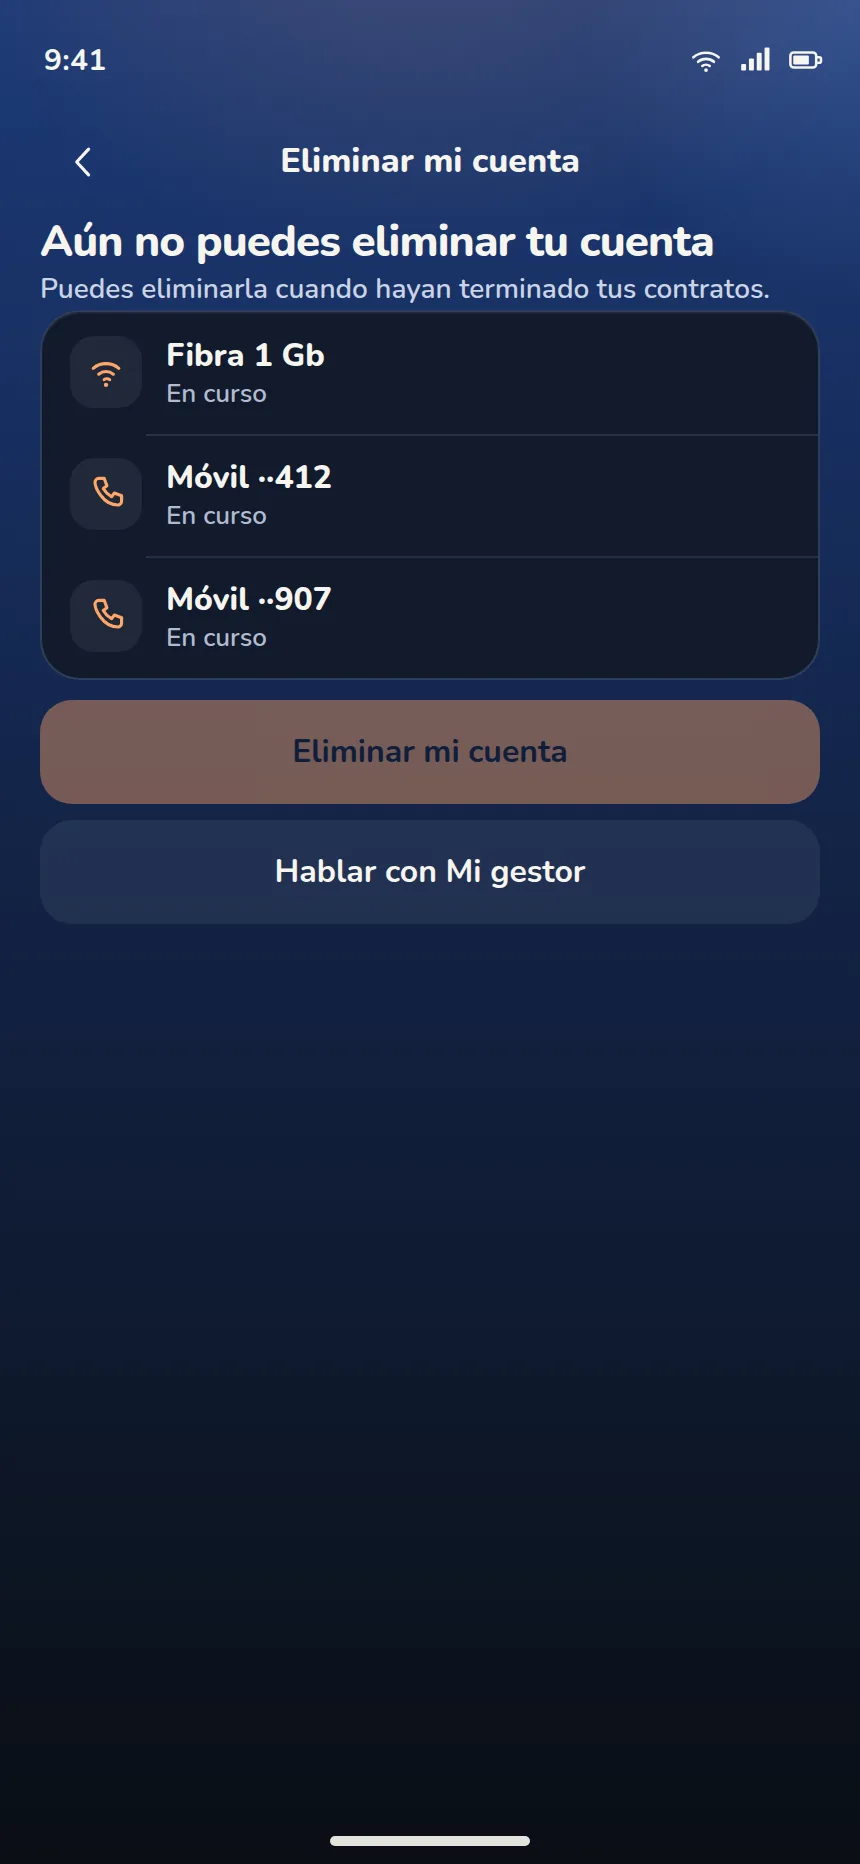 9:41
Eliminar mi cuenta
Aún no puedes eliminar tu cuenta
Puedes eliminarla cuando hayan terminado tus contratos.
Fibra 1 Gb
En curso
Móvil ··412
En curso
Móvil ··907
En curso
Eliminar mi cuenta
Hablar con Mi gestor